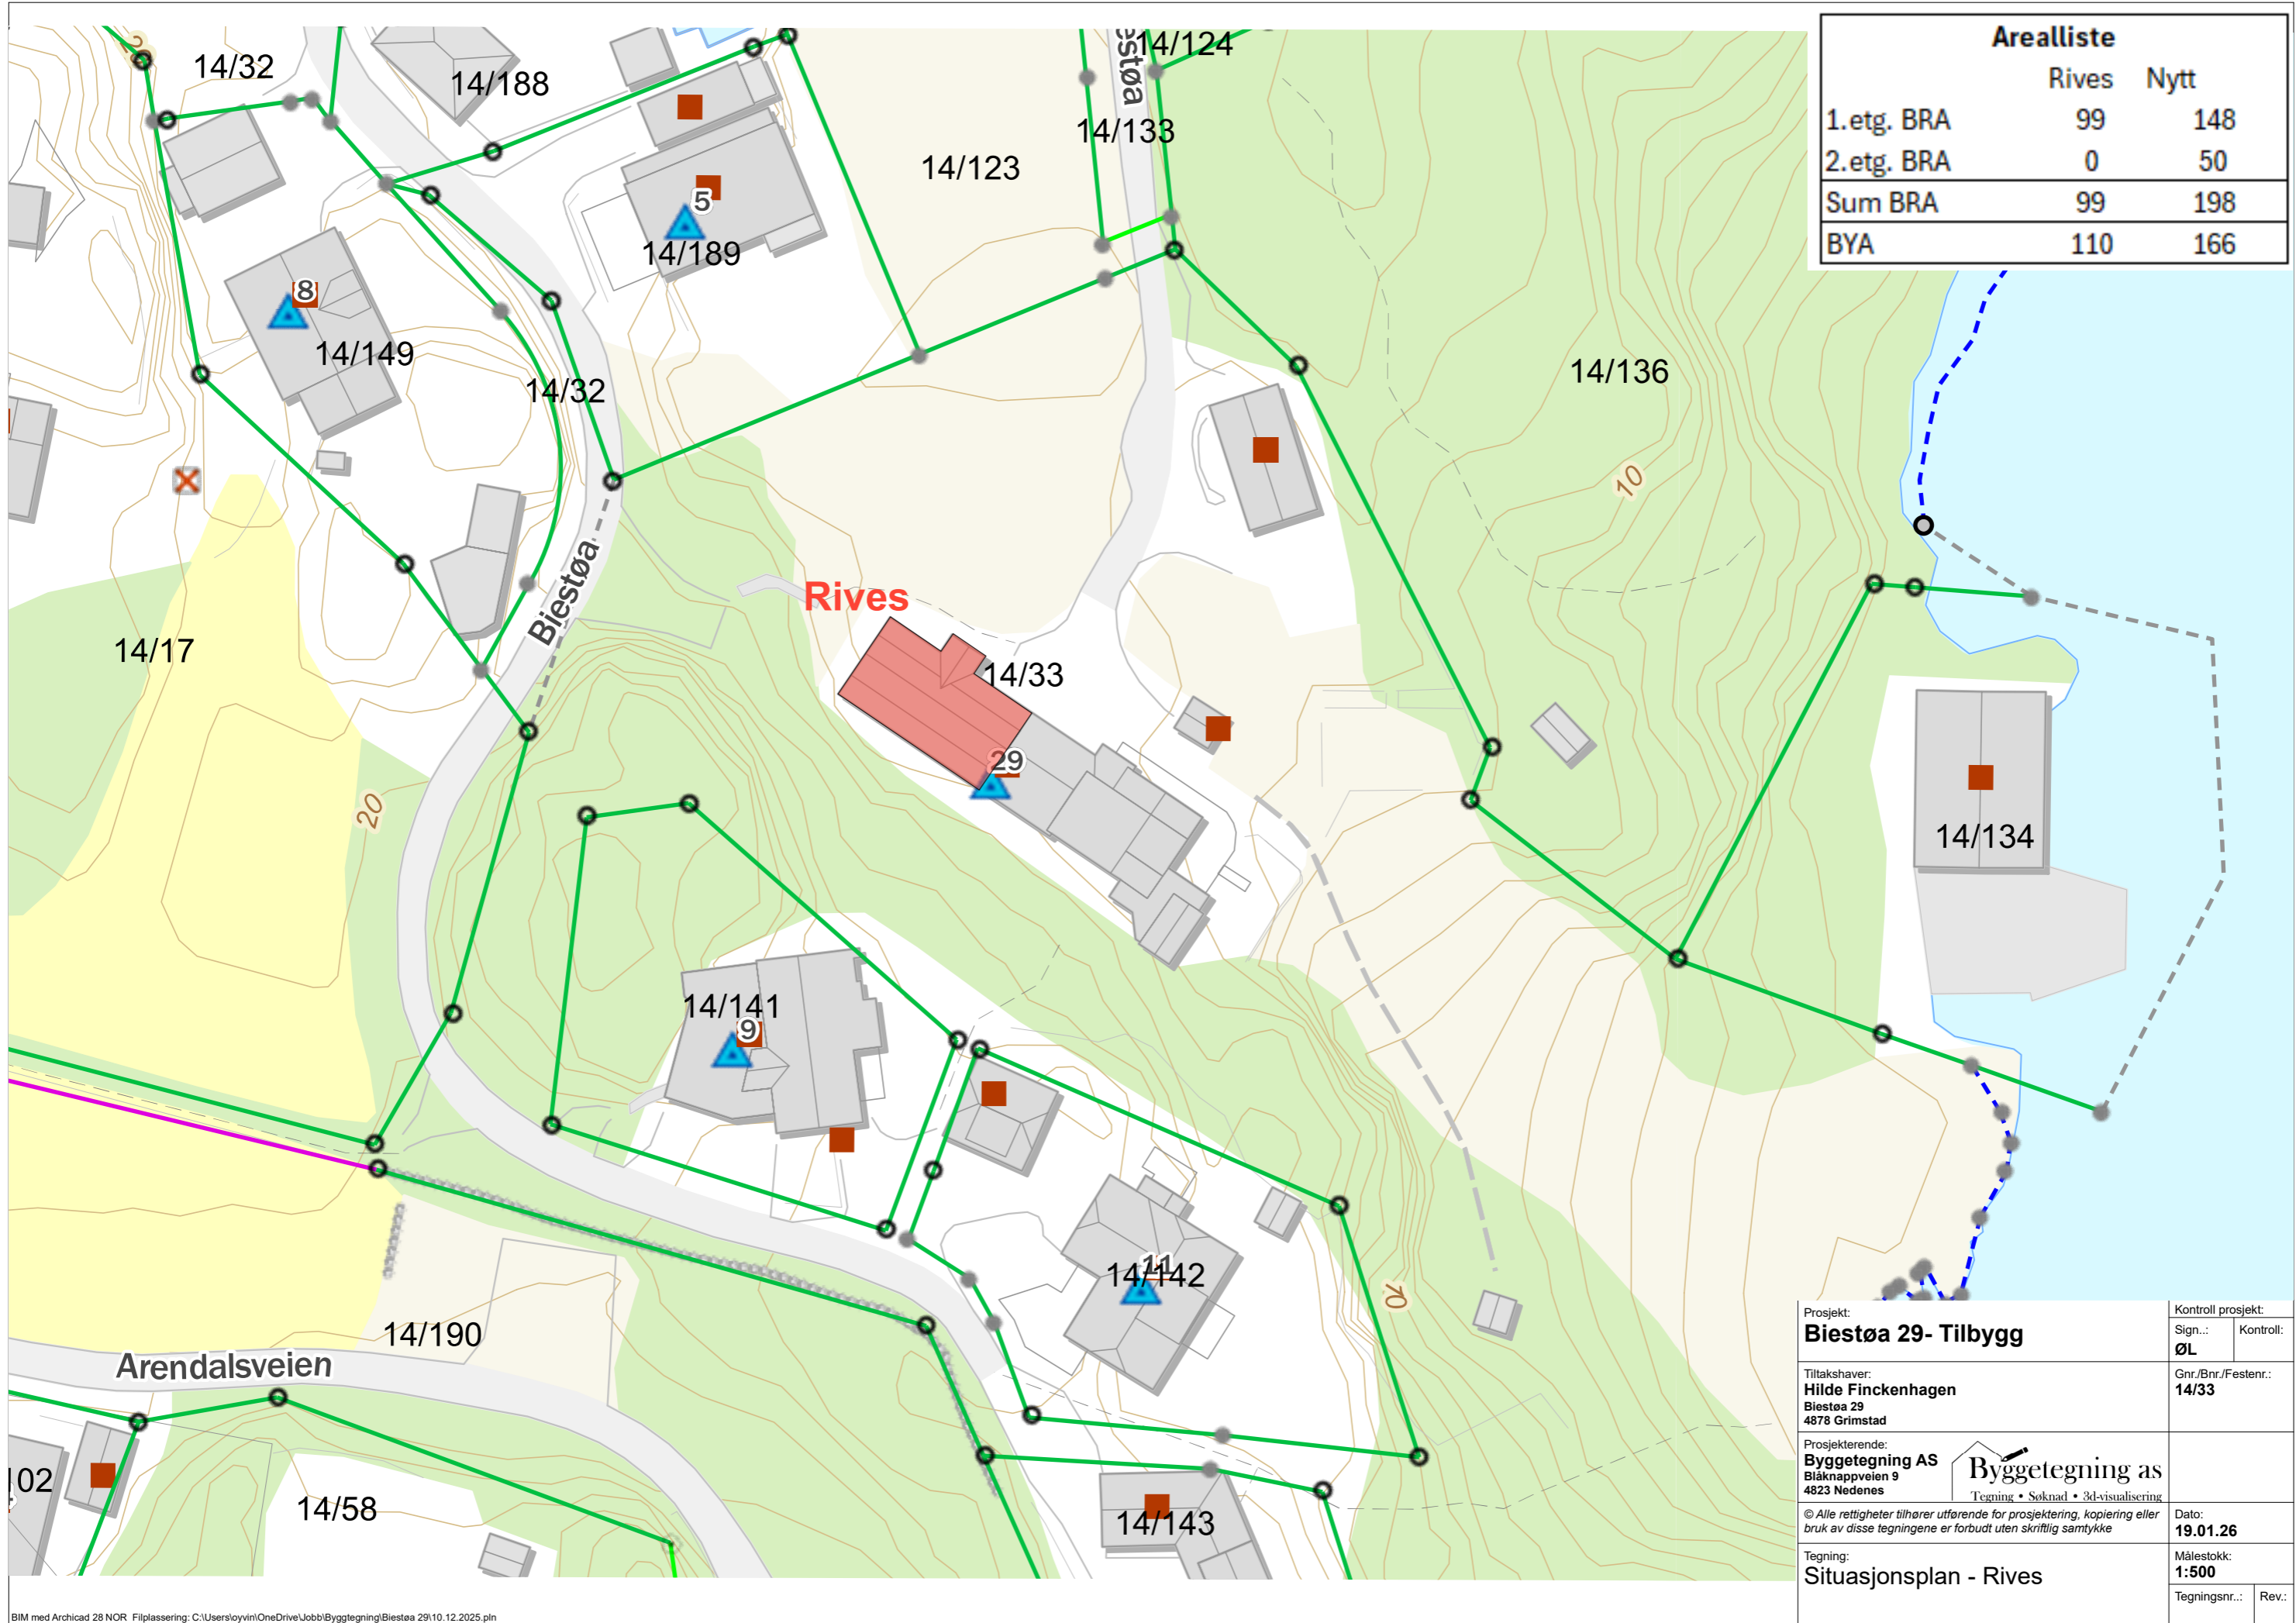 Arealliste
Rives Nytt
1.etg. BRA 99 148
2.etg. BRA 0 50
Sum BRA 99 198
BYA 110 166
20
14/32
14/188
estøa
14/124
14/133
14/123
5
14/189
8
14/149
14/32
14/136
10
Biestøa
Rives
14/17
14/33
29
20
14/134
14/141
9
11
14/142
70
14/190
Arendalsveien
102
14/58
14/143
Prosjekt:
Biestøa 29- Tilbygg
Kontroll prosjekt:
Sign..: Kontroll:
ØL
Tiltakshaver:
Hilde Finckenhagen
Biestøa 29
4878 Grimstad
Gnr./Bnr./Festenr.:
14/33
Prosjekterende:
Byggetegning AS
Blåknappveien 9
4823 Nedenes
Byggetegning as
Tegning • Søknad • 3d-visualisering
© Alle rettigheter tilhører utførende for prosjektering, kopiering eller
bruk av disse tegningene er forbudt uten skriftlig samtykke
Dato:
19.01.26
Tegning:
Situasjonsplan - Rives
Målestokk:
1:500
Tegningsnr..: Rev.:
BIM med Archicad 28 NOR Filplassering: C:\Users\oyvin\OneDrive\Jobb\Byggtegning\Biestøa 29\10.12.2025.pln